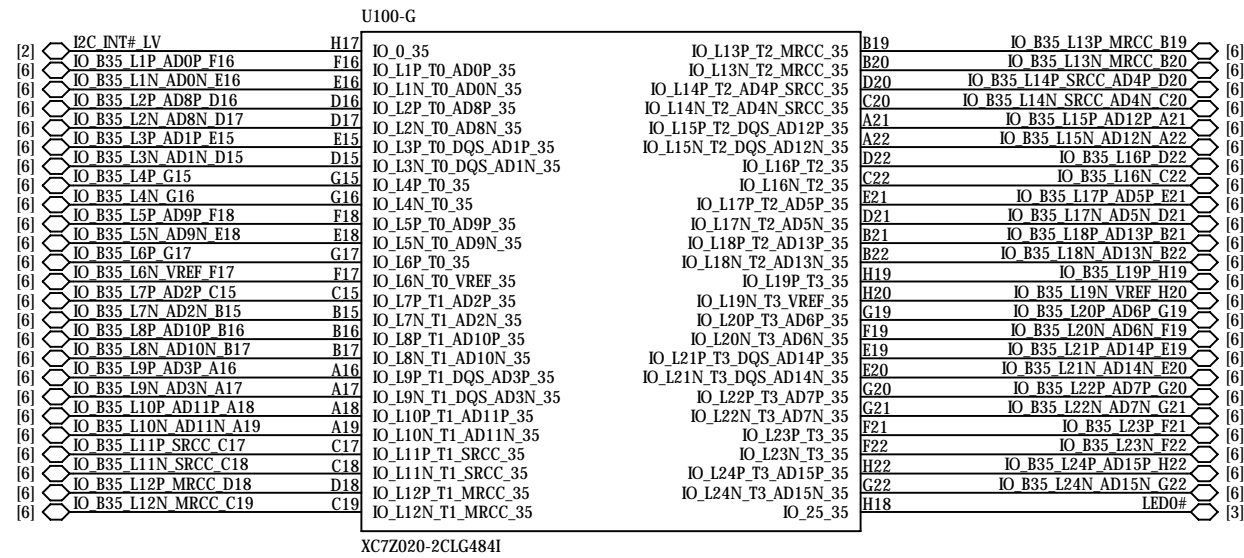 U100-G
[2] I2C_INT#_LV H17 IO_0_35 IO_L13P_T2_MRCC_35 B19 IO_B35_L13P_MRCC_B19 [6]
[6] IO_B35_L1P_AD0P_F16 F16 IO_L1P_T0_AD0P_35 IO_L13N_T2_MRCC_35 B20 IO_B35_L13N_MRCC_B20 [6]
[6] IO_B35_L1N_AD0N_E16 E16 IO_L1N_T0_AD0N_35 IO_L14P_T2_AD4P_SRCC_35 D20 IO_B35_L14P_SRCC_AD4P_D20 [6]
[6] IO_B35_L2P_AD8P_D16 D16 IO_L2P_T0_AD8P_35 IO_L14N_T2_AD4N_SRCC_35 C20 IO_B35_L14N_SRCC_AD4N_C20 [6]
[6] IO_B35_L2N_AD8N_D17 D17 IO_L2N_T0_AD8N_35 IO_L15P_T2_DQS_AD12P_35 A21 IO_B35_L15P_AD12P_A21 [6]
[6] IO_B35_L3P_AD1P_E15 E15 IO_L3P_T0_DQS_AD1P_35 IO_L15N_T2_DQS_AD12N_35 A22 IO_B35_L15N_AD12N_A22 [6]
[6] IO_B35_L3N_AD1N_D15 D15 IO_L3N_T0_DQS_AD1N_35 IO_L16P_T2_35 D22 IO_B35_L16P_D22 [6]
[6] IO_B35_L4P_G15 G15 IO_L4P_T0_35 IO_L16N_T2_35 C22 IO_B35_L16N_C22 [6]
[6] IO_B35_L4N_G16 G16 IO_L4N_T0_35 IO_L17P_T2_AD5P_35 E21 IO_B35_L17P_AD5P_E21 [6]
[6] IO_B35_L5P_AD9P_F18 F18 IO_L5P_T0_AD9P_35 IO_L17N_T2_AD5N_35 D21 IO_B35_L17N_AD5N_D21 [6]
[6] IO_B35_L5N_AD9N_E18 E18 IO_L5N_T0_AD9N_35 IO_L18P_T2_AD13P_35 B21 IO_B35_L18P_AD13P_B21 [6]
[6] IO_B35_L6P_G17 G17 IO_L6P_T0_35 IO_L18N_T2_AD13N_35 B22 IO_B35_L18N_AD13N_B22 [6]
[6] IO_B35_L6N_VREF_F17 F17 IO_L6N_T0_VREF_35 IO_L19P_T3_35 H19 IO_B35_L19P_H19 [6]
[6] IO_B35_L7P_AD2P_C15 C15 IO_L7P_T1_AD2P_35 IO_L19N_T3_VREF_35 H20 IO_B35_L19N_VREF_H20 [6]
[6] IO_B35_L7N_AD2N_B15 B15 IO_L7N_T1_AD2N_35 IO_L20P_T3_AD6P_35 G19 IO_B35_L20P_AD6P_G19 [6]
[6] IO_B35_L8P_AD10P_B16 B16 IO_L8P_T1_AD10P_35 IO_L20N_T3_AD6N_35 F19 IO_B35_L20N_AD6N_F19 [6]
[6] IO_B35_L8N_AD10N_B17 B17 IO_L8N_T1_AD10N_35 IO_L21P_T3_DQS_AD14P_35 E19 IO_B35_L21P_AD14P_E19 [6]
[6] IO_B35_L9P_AD3P_A16 A16 IO_L9P_T1_DQS_AD3P_35 IO_L21N_T3_DQS_AD14N_35 E20 IO_B35_L21N_AD14N_E20 [6]
[6] IO_B35_L9N_AD3N_A17 A17 IO_L9N_T1_DQS_AD3N_35 IO_L22P_T3_AD7P_35 G20 IO_B35_L22P_AD7P_G20 [6]
[6] IO_B35_L10P_AD11P_A18 A18 IO_L10P_T1_AD11P_35 IO_L22N_T3_AD7N_35 G21 IO_B35_L22N_AD7N_G21 [6]
[6] IO_B35_L10N_AD11N_A19 A19 IO_L10N_T1_AD11N_35 IO_L23P_T3_35 F21 IO_B35_L23P_F21 [6]
[6] IO_B35_L11P_SRCC_C17 C17 IO_L11P_T1_SRCC_35 IO_L23N_T3_35 F22 IO_B35_L23N_F22 [6]
[6] IO_B35_L11N_SRCC_C18 C18 IO_L11N_T1_SRCC_35 IO_L24P_T3_AD15P_35 H22 IO_B35_L24P_AD15P_H22 [6]
[6] IO_B35_L12P_MRCC_D18 D18 IO_L12P_T1_MRCC_35 IO_L24N_T3_AD15N_35 G22 IO_B35_L24N_AD15N_G22 [6]
[6] IO_B35_L12N_MRCC_C19 C19 IO_L12N_T1_MRCC_35 IO_25_35 H18 LED0# [3]
XC7Z020-2CLG484I